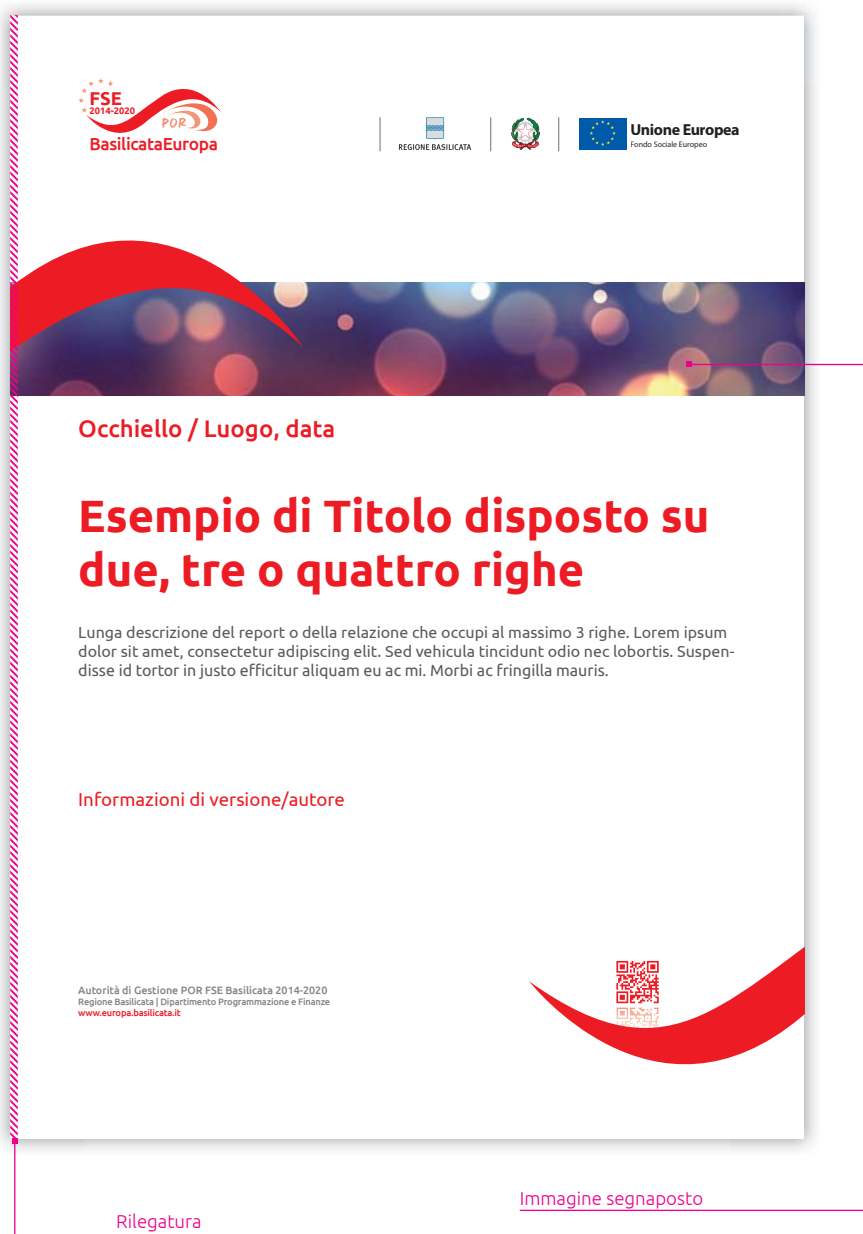 FSE
2014-2020
POR
BasilicataEuropa
REGIONE BASILICATA
Unione Europea
Fondo Sociale Europeo
Occhiello / Luogo, data
Esempio di Titolo disposto su
due, tre o quattro righe
Lunga descrizione del report o della relazione che occupi al massimo 3 righe. Lorem ipsum
dolor sit amet, consectetur adipiscing elit. Sed vehicula tincidunt odio nec lobortis. Suspen-
disse id tortor in justo efficitur aliquam eu ac mi. Morbi ac fringilla mauris.
Informazioni di versione/autore
Autorità di Gestione POR FSE Basilicata 2014-2020
Regione Basilicata | Dipartimento Programmazione e Finanze
www.europa.basilicata.it
Immagine segnaposto
Rilegatura